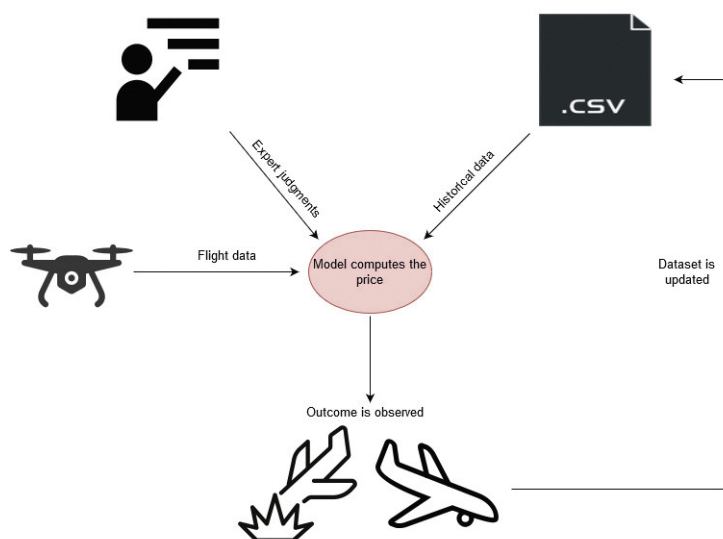 .CSV
Expert judgments
Historical data
Flight data
Model computes the
price
Dataset is
updated
Outcome is observed